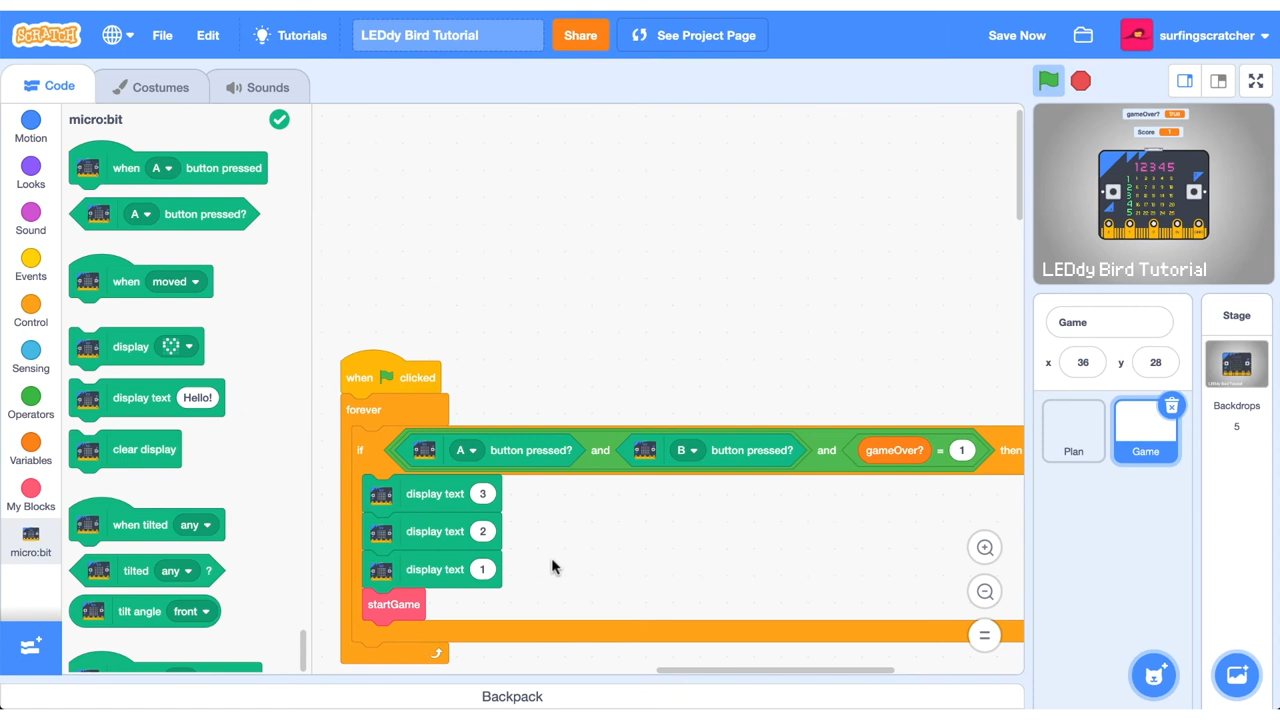 SCRATCH File Edit Tutorials LEDdy Bird Tutorial Share See Project Page Save Now surfingscratcher
Code Costumes Sounds
Motion
Looks
Sound
Events
Control
Sensing
Operators
Variables
My Blocks
micro:bit
micro:bit
when A button pressed
A button pressed?
when moved
display
display text Hello!
clear display
when tilted any
tilted any ?
tilt angle front
when clicked
forever
if A button pressed? and B button pressed? and gameOver? = 1 then
display text 3
display text 2
display text 1
startGame
gameOver? true
Score 1
12345
LEDdy Bird Tutorial
Game
x 36 y 28
Plan
Game
Stage
Backdrops
5
Backpack